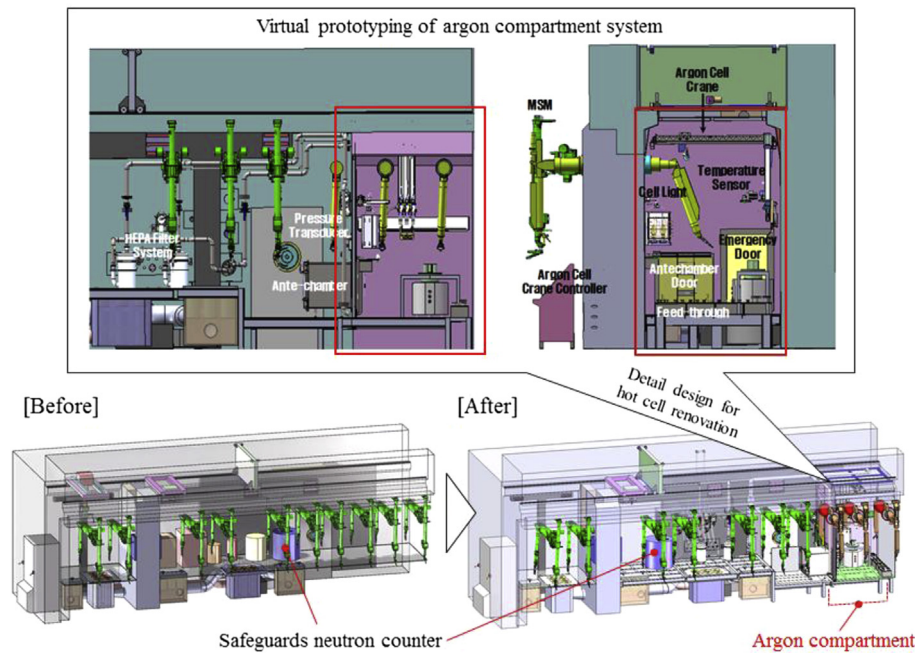 Virtual prototyping of argon compartment system
HEPA Filter
System
Pressure
Transducer
Ante-chamber
MSM
Argon Cell
Crane
Cell Light
Temperature
Sensor
Emergency
Door
Antechamber
Door
Feed-through
Argon Cell
Crane Controller
Detail design for
hot cell renovation
[Before]
[After]
Safeguards neutron counter
Argon compartment